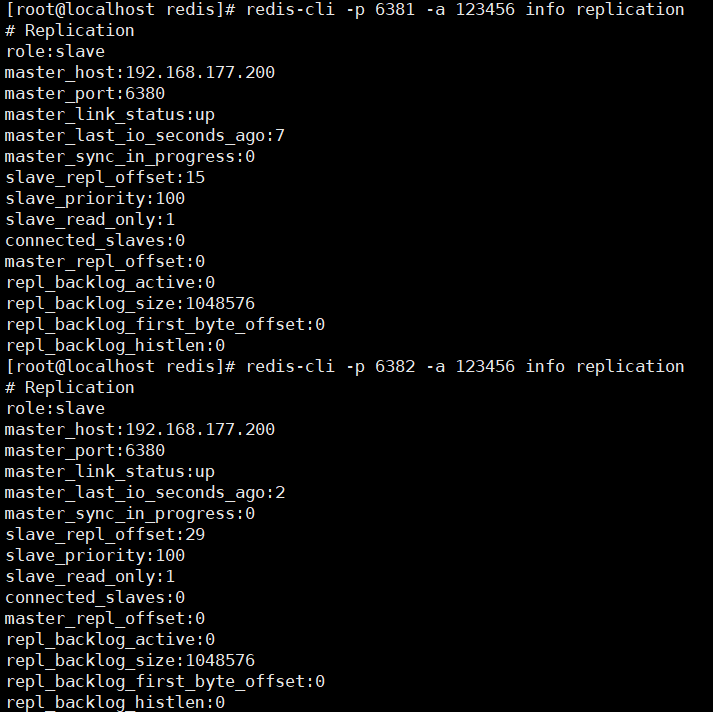 [root@localhost redis]# redis-cli -p 6381 -a 123456 info replication
# Replication
role:slave
master_host:192.168.177.200
master_port:6380
master_link_status:up
master_last_io_seconds_ago:7
master_sync_in_progress:0
slave_repl_offset:15
slave_priority:100
slave_read_only:1
connected_slaves:0
master_repl_offset:0
repl_backlog_active:0
repl_backlog_size:1048576
repl_backlog_first_byte_offset:0
repl_backlog_histlen:0
[root@localhost redis]# redis-cli -p 6382 -a 123456 info replication
# Replication
role:slave
master_host:192.168.177.200
master_port:6380
master_link_status:up
master_last_io_seconds_ago:2
master_sync_in_progress:0
slave_repl_offset:29
slave_priority:100
slave_read_only:1
connected_slaves:0
master_repl_offset:0
repl_backlog_active:0
repl_backlog_size:1048576
repl_backlog_first_byte_offset:0
repl_backlog_histlen:0